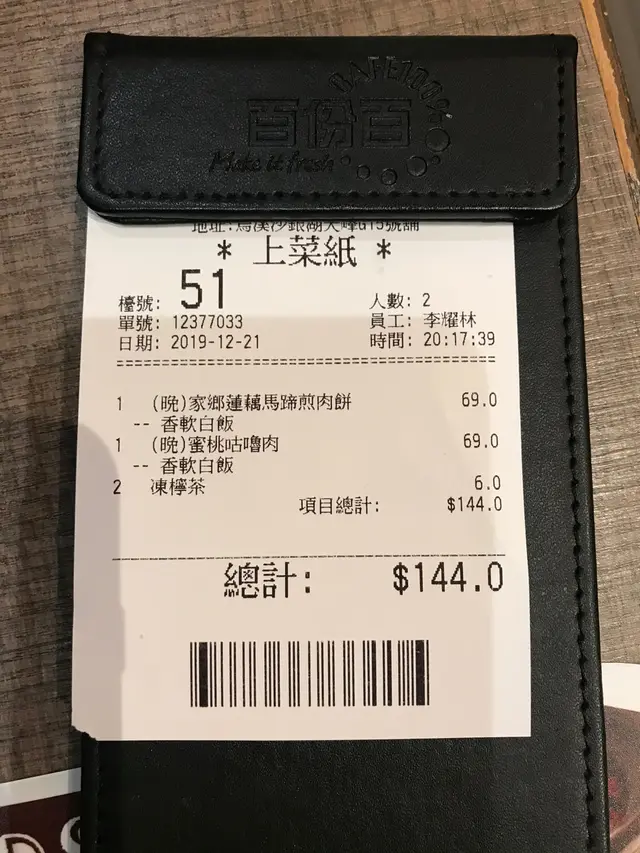 CAFE100%
百份百
Make it fresh
地址:烏溪沙銀湖天峰G15號舖
* 上菜紙 *
檯號: 51 人數: 2
單號: 12377033 員工: 李耀林
日期: 2019-12-21 時間: 20:17:39
1 (晚)家鄉蓮藕馬蹄煎肉餅 69.0
-- 香軟白飯
1 (晚)蜜桃咕嚕肉 69.0
-- 香軟白飯
2 凍檸茶 6.0
項目總計: $144.0
總計: $144.0